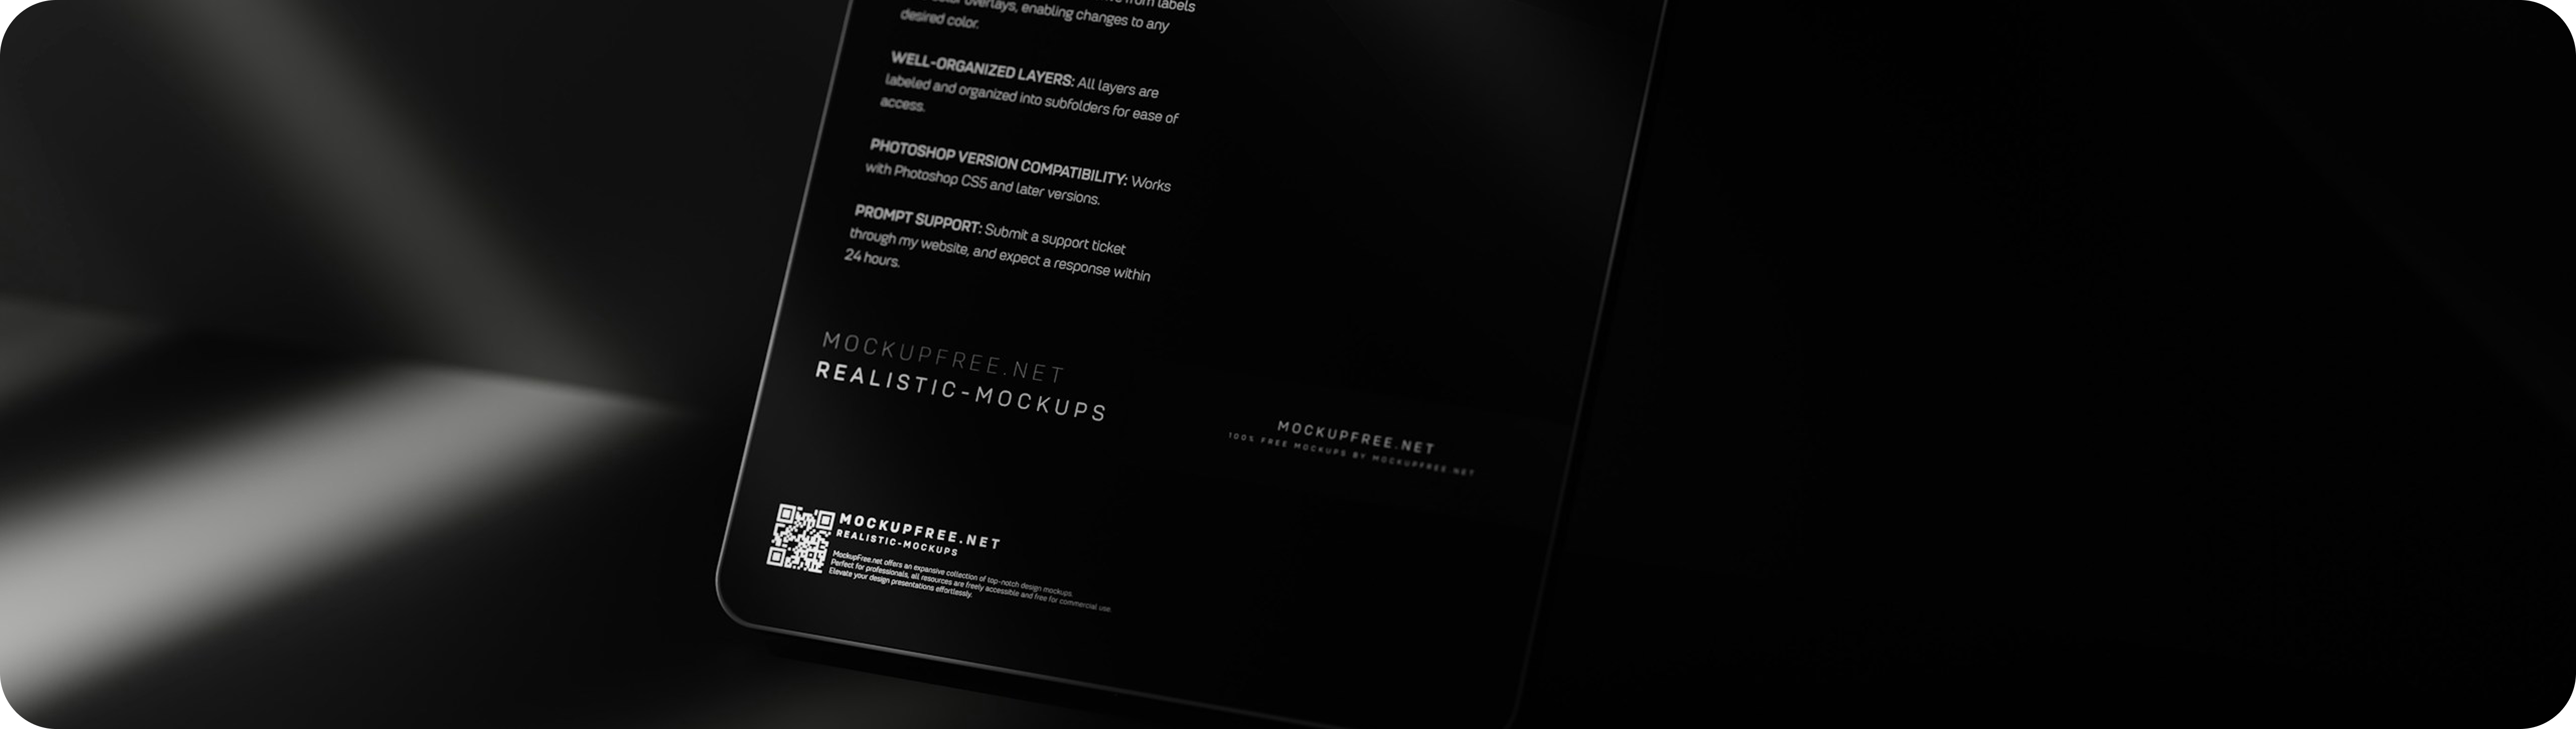 from labels
overlays, enabling changes to any
desired color.
WELL-ORGANIZED LAYERS: All layers are
labeled and organized into subfolders for ease of
access.
PHOTOSHOP VERSION COMPATIBILITY: Works
with Photoshop CS5 and later versions.
PROMPT SUPPORT: Submit a support ticket
through my website, and expect a response within
24 hours.
MOCKUPFREE.NET
REALISTIC-MOCKUPS
MOCKUPFREE.NET
100% FREE MOCKUPS BY MOCKUPFREE.NET
MOCKUPFREE.NET
REALISTIC-MOCKUPS
MockupFree.net offers an expansive collection of top-notch design mockups.
Perfect for professionals, all resources are freely accessible and free for commercial use.
Elevate your design presentations effortlessly.